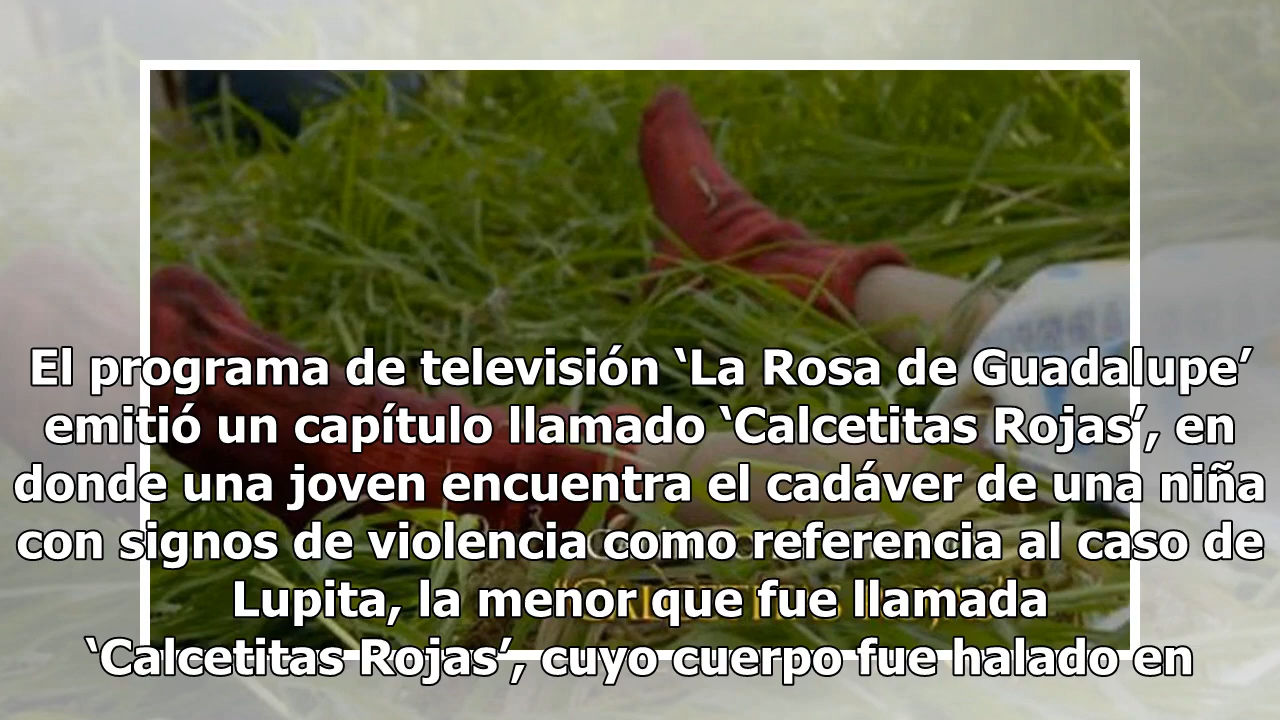 El programa de televisión ‘La Rosa de Guadalupe’
emitió un capítulo llamado ‘Calcetitas Rojas’, en
donde una joven encuentra el cadáver de una niña
con signos de violencia como referencia al caso de
Lupita, la menor que fue llamada
‘Calcetitas Rojas’, cuyo cuerpo fue halado en